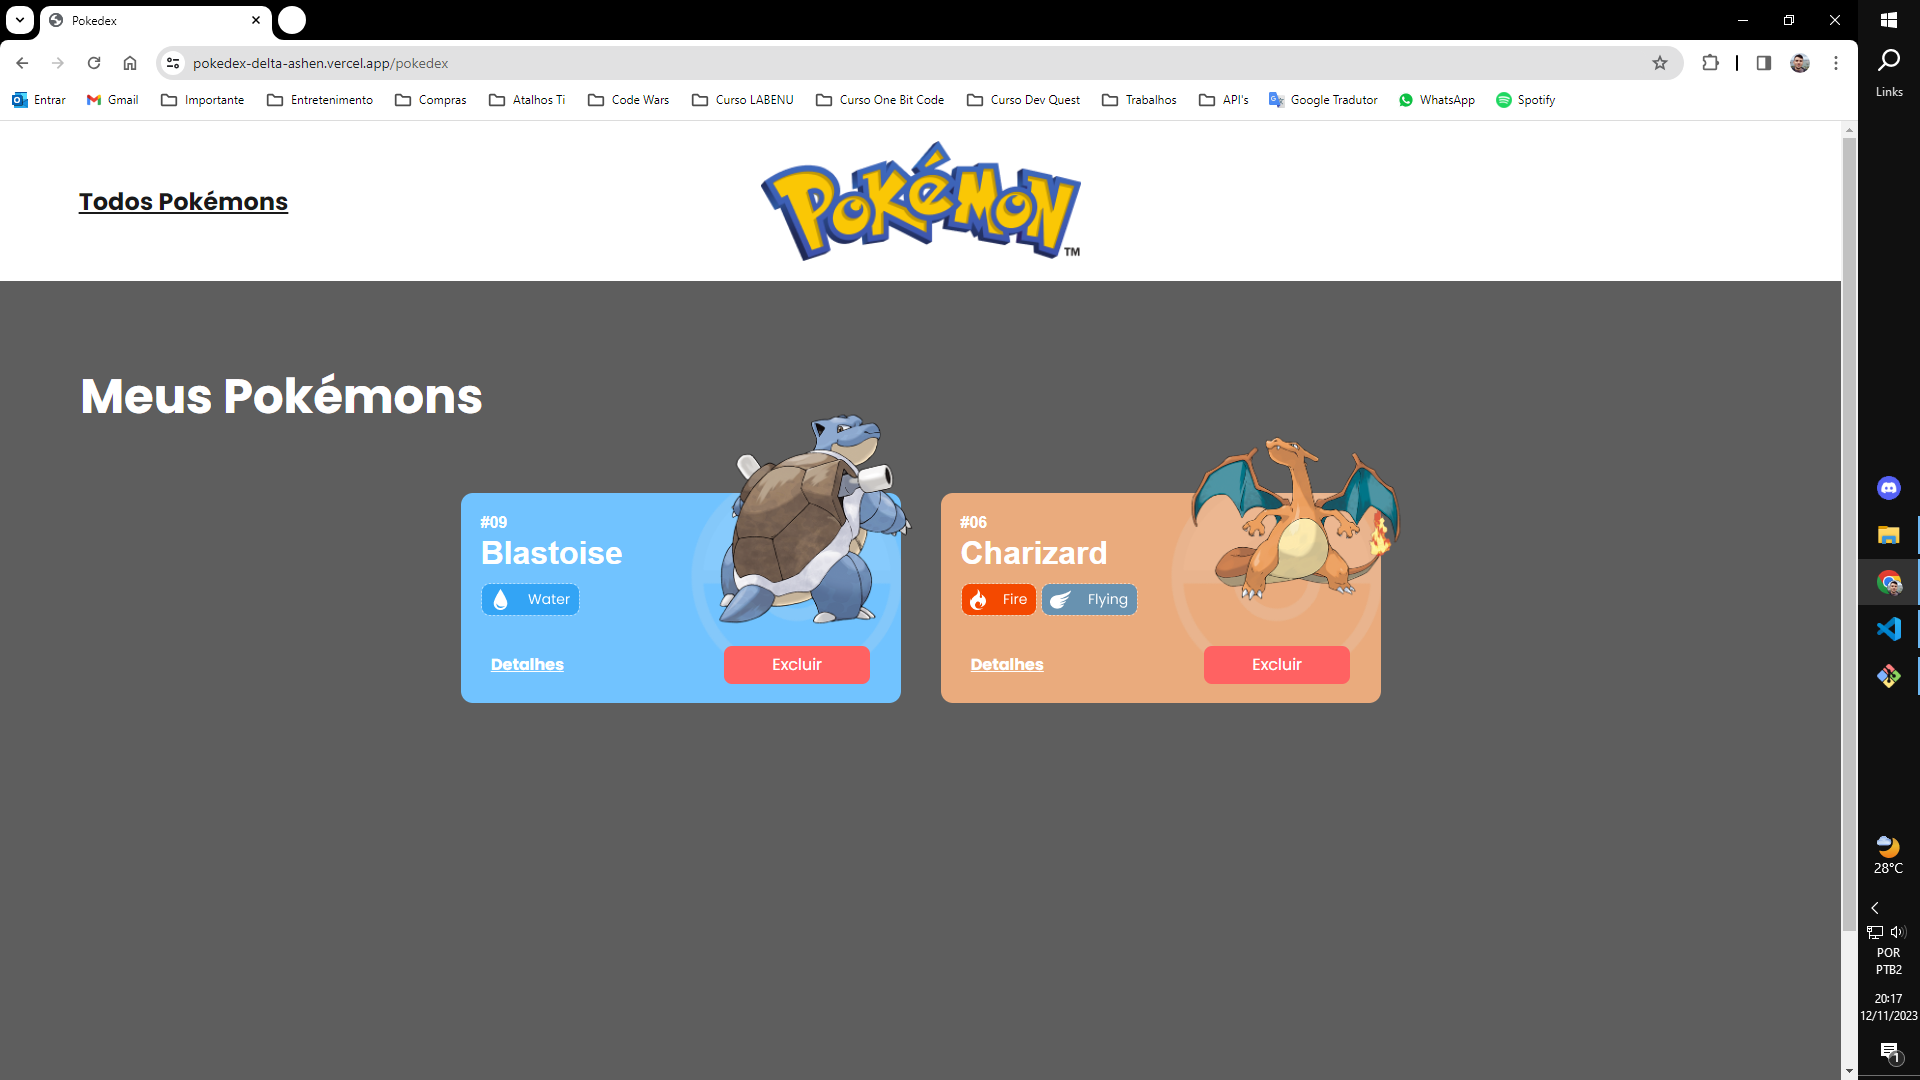 Pokedex
pokedex-delta-ashen.vercel.app/pokedex
Entrar Gmail Importante Entretenimento Compras Atalhos Ti Code Wars Curso LABENU Curso One Bit Code Curso Dev Quest Trabalhos API's Google Tradutor WhatsApp Spotify
Links
Todos Pokémons
POKéMON TM
Meus Pokémons
#09
Blastoise
Water
Detalhes Excluir
#06
Charizard
Fire Flying
Detalhes Excluir
28°C
POR
PTB2
20:17
12/11/2023
1